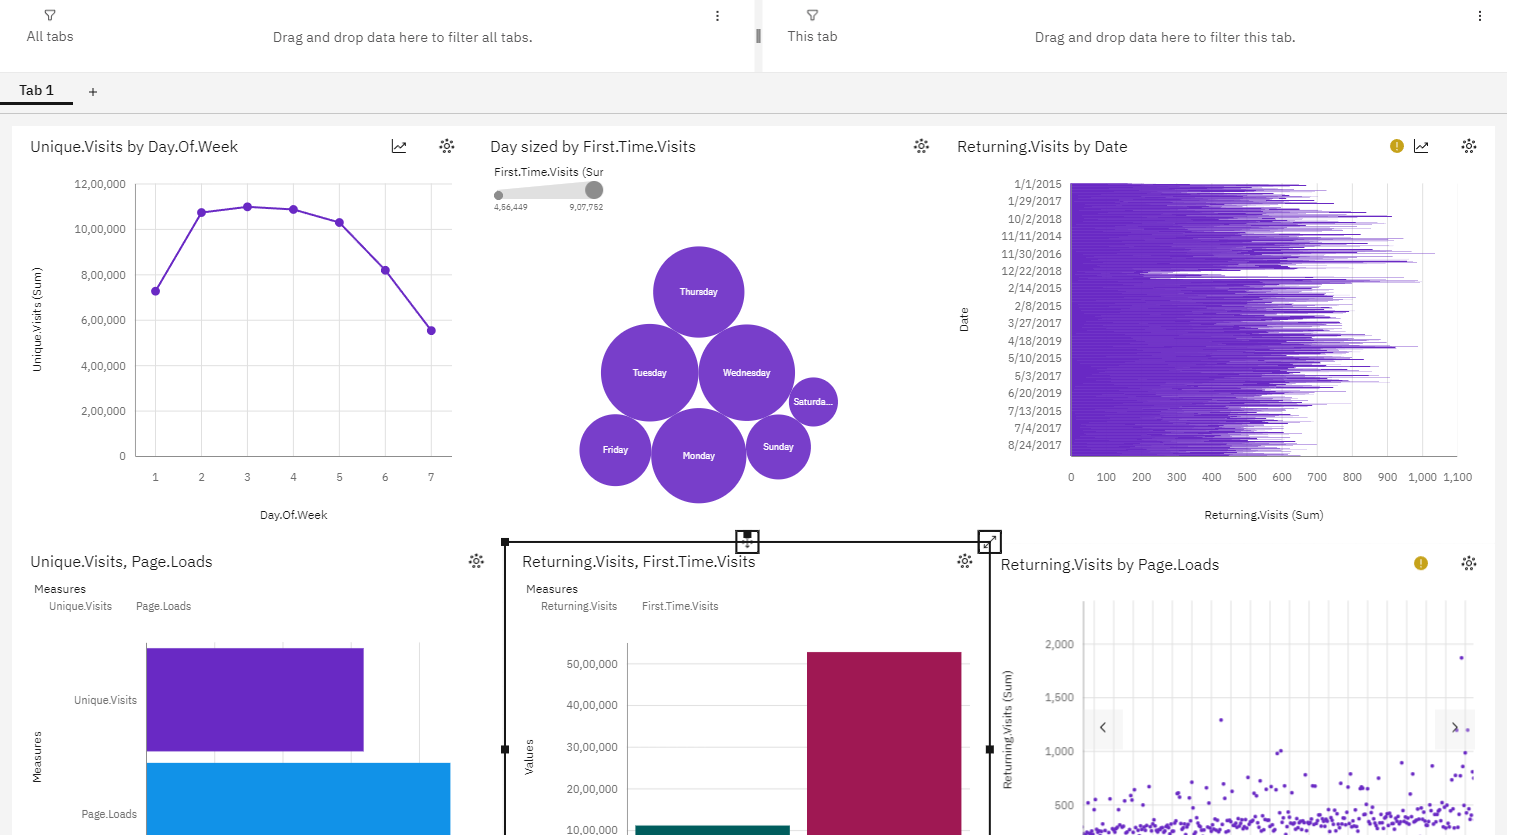 All tabs
Drag and drop data here to filter all tabs.
This tab
Drag and drop data here to filter this tab.
Tab 1
+
Unique.Visits by Day.Of.Week
12,00,000
10,00,000
8,00,000
6,00,000
4,00,000
2,00,000
0
Unique.Visits (Sum)
1 2 3 4 5 6 7
Day.Of.Week
Day sized by First.Time.Visits
First.Time.Visits (Sur
4,56,449 9,07,752
Thursday
Tuesday
Wednesday
Saturda...
Friday
Monday
Sunday
Returning.Visits by Date
1/1/2015
1/29/2017
10/2/2018
11/11/2014
11/30/2016
12/22/2018
2/14/2015
2/8/2015
3/27/2017
4/18/2019
5/10/2015
5/3/2017
6/20/2019
7/13/2015
7/4/2017
8/24/2017
Date
0 100 200 300 400 500 600 700 800 900 1,000 1,100
Returning.Visits (Sum)
Unique.Visits, Page.Loads
Measures
Unique.Visits Page.Loads
Unique.Visits
Page.Loads
Measures
Returning.Visits, First.Time.Visits
Measures
Returning.Visits First.Time.Visits
50,00,000
40,00,000
30,00,000
20,00,000
10,00,000
Values
Returning.Visits by Page.Loads
2,000
1,500
1,000
500
Returning.Visits (Sum)